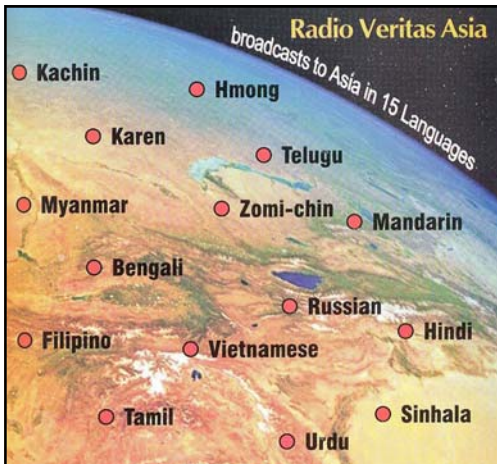 Radio Veritas Asia
broadcasts to Asia in 15 Languages
Kachin
Hmong
Karen
Telugu
Myanmar
Zomi-chin
Mandarin
Bengali
Russian
Hindi
Filipino
Vietnamese
Tamil
Sinhala
Urdu